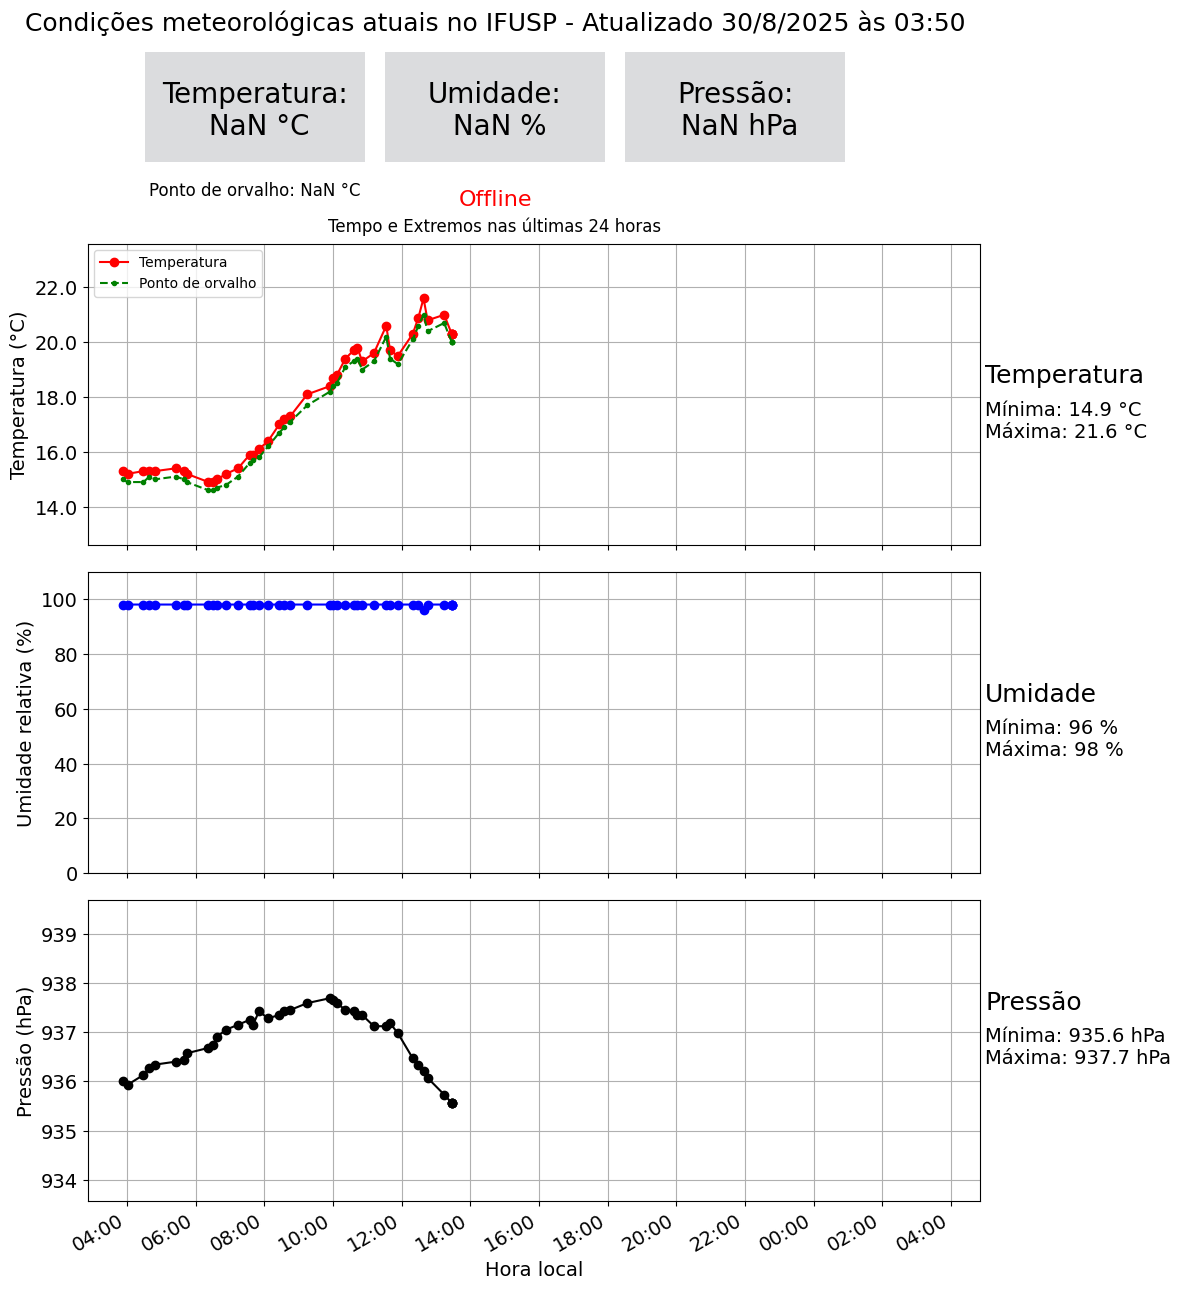 Condições meteorológicas atuais no IFUSP - Atualizado 30/8/2025 às 03:50
Temperatura:
NaN °C
Umidade:
NaN %
Pressão:
NaN hPa
Ponto de orvalho: NaN °C
Offline
Tempo e Extremos nas últimas 24 horas
Temperatura
Ponto de orvalho
Temperatura (°C)
22.0
20.0
18.0
16.0
14.0
Temperatura
Mínima: 14.9 °C
Máxima: 21.6 °C
Umidade relativa (%)
100
80
60
40
20
0
Umidade
Mínima: 96 %
Máxima: 98 %
Pressão (hPa)
939
938
937
936
935
934
Pressão
Mínima: 935.6 hPa
Máxima: 937.7 hPa
04:00 06:00 08:00 10:00 12:00 14:00 16:00 18:00 20:00 22:00 00:00 02:00 04:00
Hora local